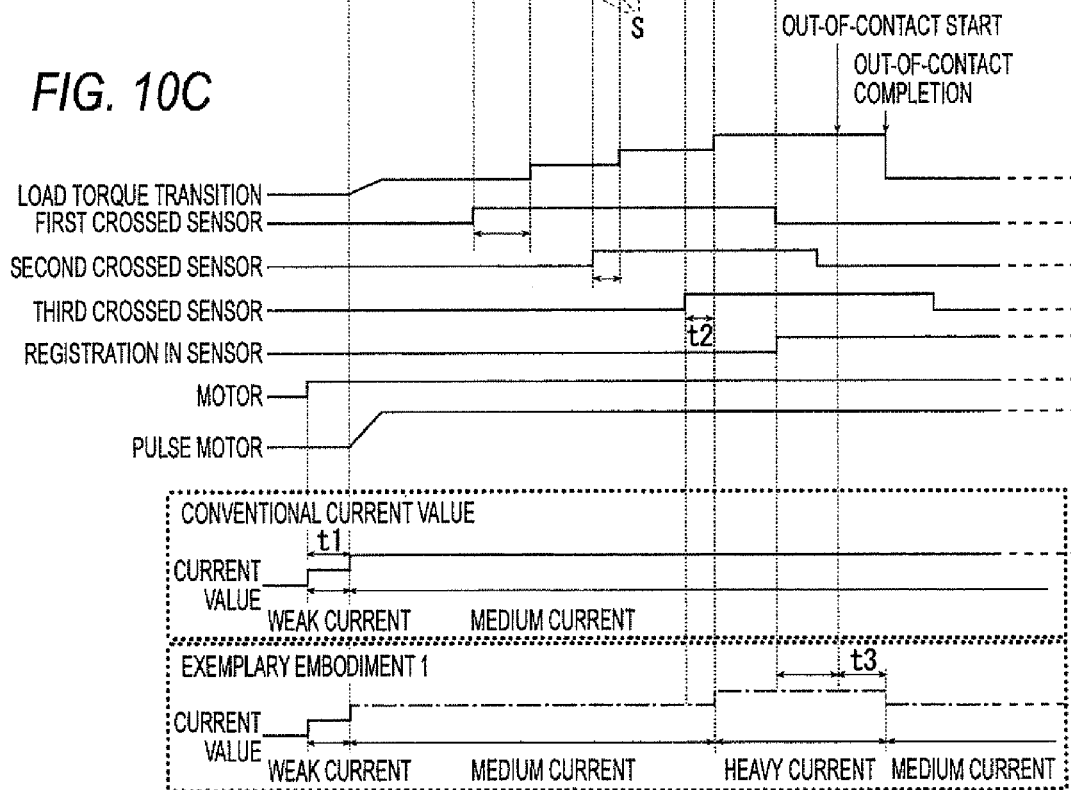 S
OUT-OF-CONTACT START
FIG. 10C
OUT-OF-CONTACT
COMPLETION
LOAD TORQUE TRANSITION
FIRST CROSSED SENSOR
SECOND CROSSED SENSOR
THIRD CROSSED SENSOR
t2
REGISTRATION IN SENSOR
MOTOR
PULSE MOTOR
CONVENTIONAL CURRENT VALUE
t1
CURRENT
VALUE
WEAK CURRENT MEDIUM CURRENT
EXEMPLARY EMBODIMENT 1
t3
CURRENT
VALUE
WEAK CURRENT MEDIUM CURRENT HEAVY CURRENT MEDIUM CURRENT